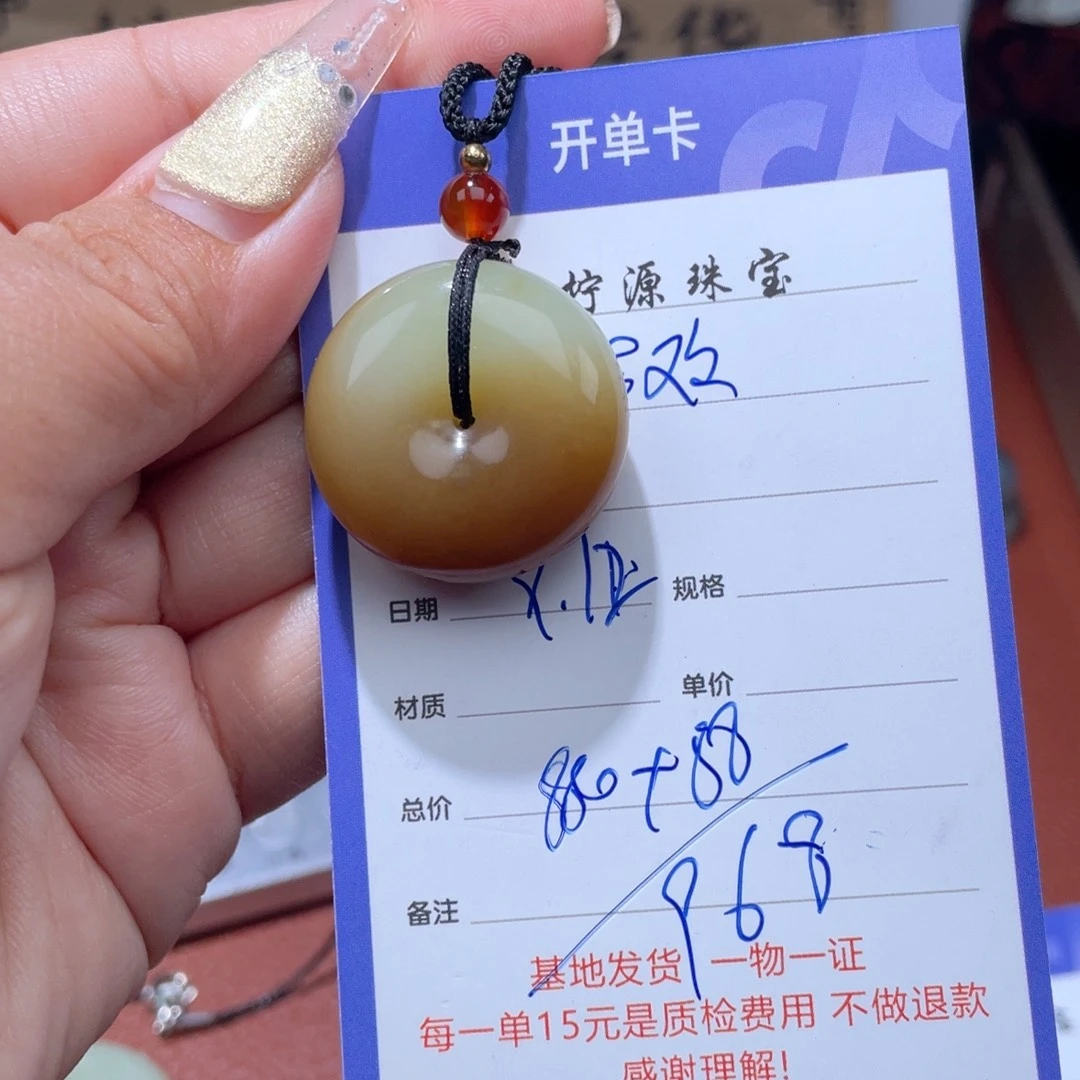 开单卡
坾源珠宝
改
日期 规格
材质 单价
总价 880+88
968
备注
基地发货 一物一证
每一单15元是质检费用 不做退款
感谢理解!